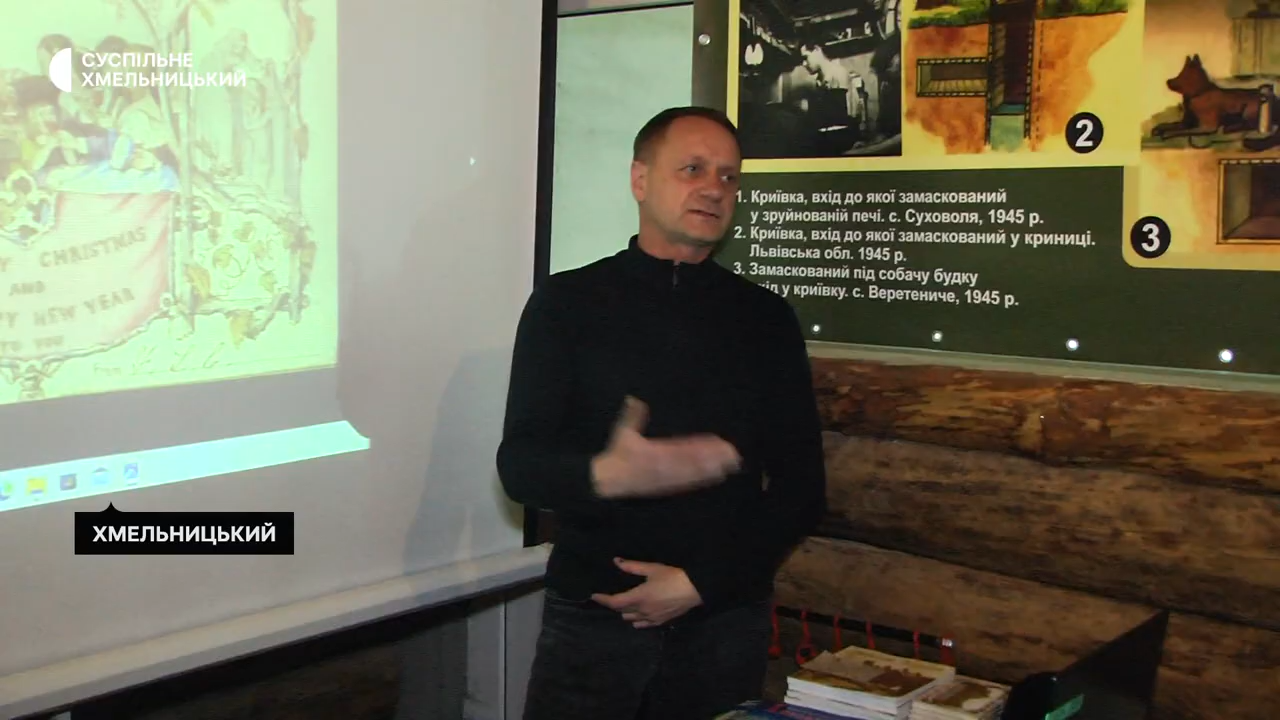 СУСПІЛЬНЕ
ХМЕЛЬНИЦЬКИЙ
CHRISTMAS
AND
NEW YEAR
TO YOU
2
3
1. Криївка, вхід до якої замаскований
у зруйнованій печі. с. Суховоля, 1945 р.
2. Криївка, вхід до якої замаскований у криниці.
Львівська обл. 1945 р.
3. Замаскований під собачу будку
у криївку. с. Веретениче, 1945 р.
ХМЕЛЬНИЦЬКИЙ